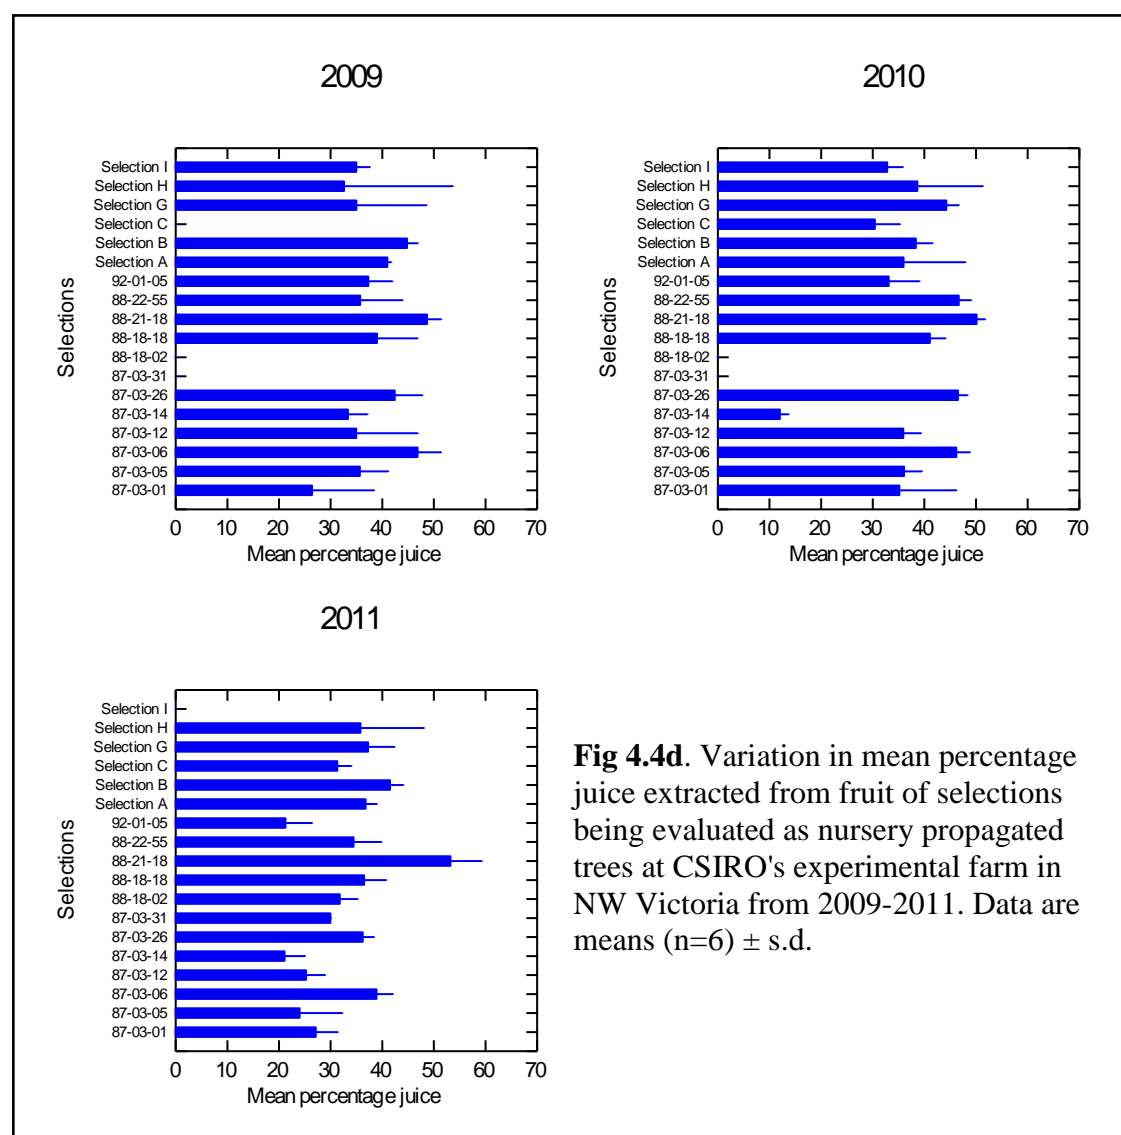 2009
Selections
Selection I
Selection H
Selection G
Selection C
Selection B
Selection A
92-01-05
88-22-55
88-21-18
88-18-18
88-18-02
87-03-31
87-03-26
87-03-14
87-03-12
87-03-06
87-03-05
87-03-01
0 10 20 30 40 50 60 70
Mean percentage juice
2010
Selections
Selection I
Selection H
Selection G
Selection C
Selection B
Selection A
92-01-05
88-22-55
88-21-18
88-18-18
88-18-02
87-03-31
87-03-26
87-03-14
87-03-12
87-03-06
87-03-05
87-03-01
0 10 20 30 40 50 60 70
Mean percentage juice
2011
Selections
Selection I
Selection H
Selection G
Selection C
Selection B
Selection A
92-01-05
88-22-55
88-21-18
88-18-18
88-18-02
87-03-31
87-03-26
87-03-14
87-03-12
87-03-06
87-03-05
87-03-01
0 10 20 30 40 50 60 70
Mean percentage juice
Fig 4.4d. Variation in mean percentage
juice extracted from fruit of selections
being evaluated as nursery propagated
trees at CSIRO's experimental farm in
NW Victoria from 2009-2011. Data are
means (n=6) ± s.d.